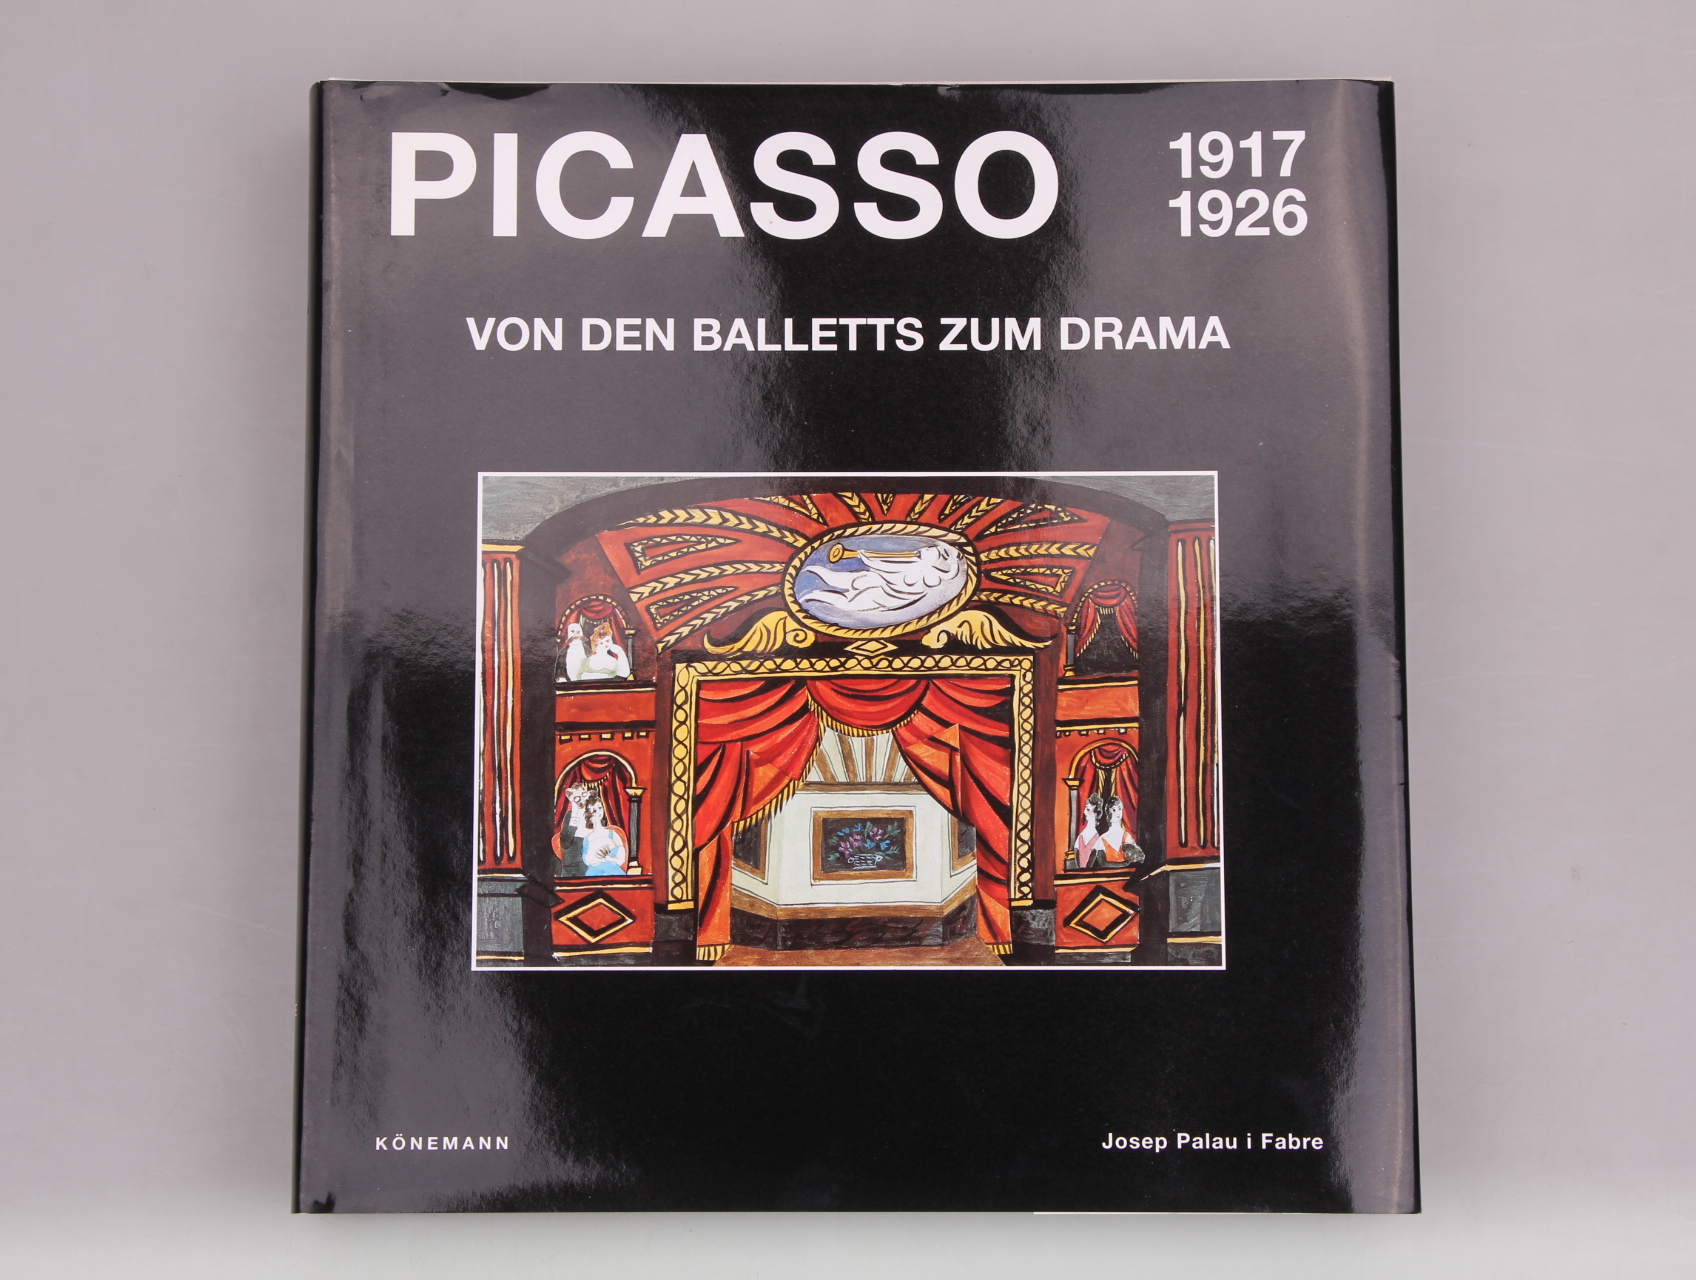 PICASSO
1917
1926
VON DEN BALLETTS ZUM DRAMA
KÖNEMANN
Josep Palau i Fabre